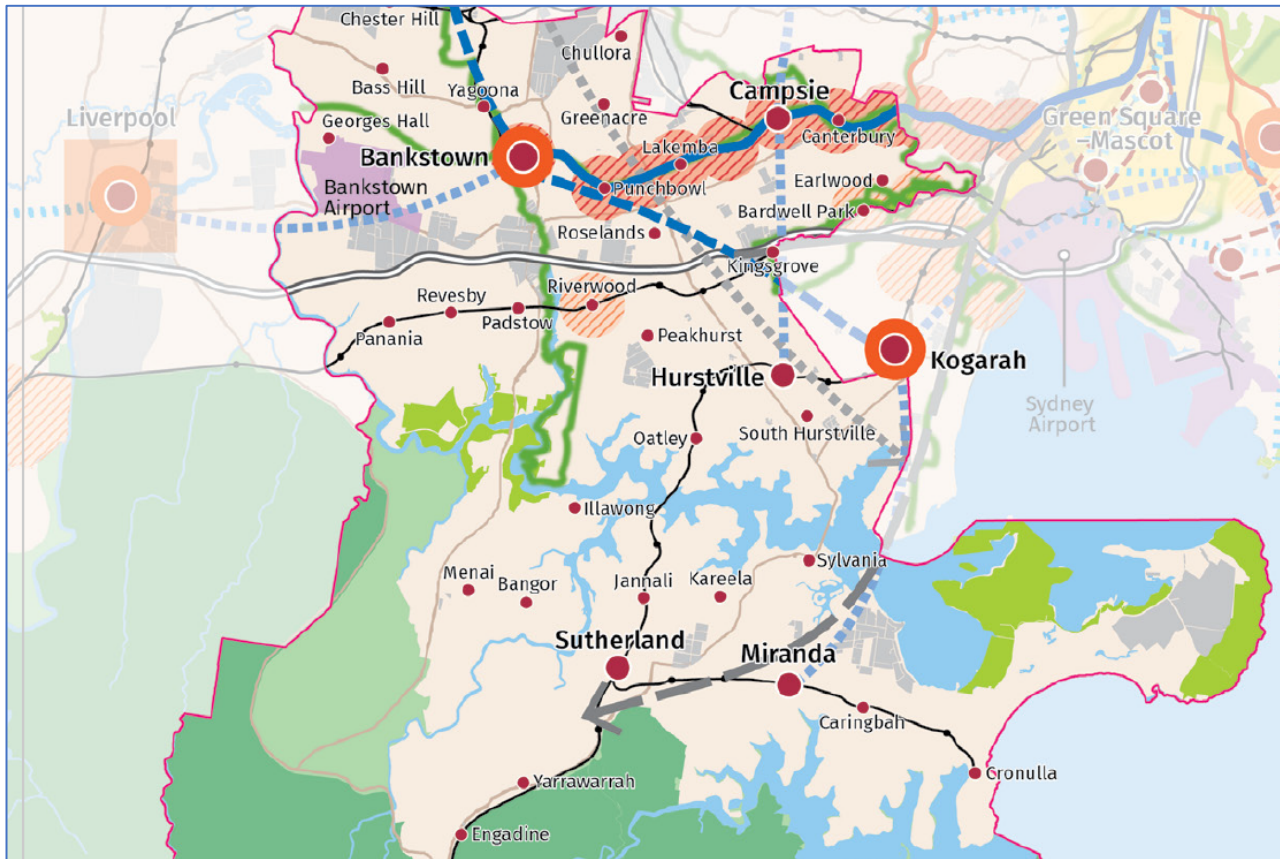 Chester Hill
Chullora
Bass Hill
Yagoona
Campsie
Liverpool
Georges Hall
Greenacre
Canterbury
Green Square
–Mascot
Bankstown
Lakemba
Bankstown
Airport
Punchbowl
Earlwood
Bardwell Park
Roselands
Kingsgrove
Riverwood
Revesby
Padstow
Panania
Peakhurst
Kogarah
Hurstville
Sydney
Airport
South Hurstville
Oatley
Illawong
Sylvania
Menai
Bangor
Jannali
Kareela
Sutherland
Miranda
Caringbah
Cronulla
Yarrawarrah
Engadine